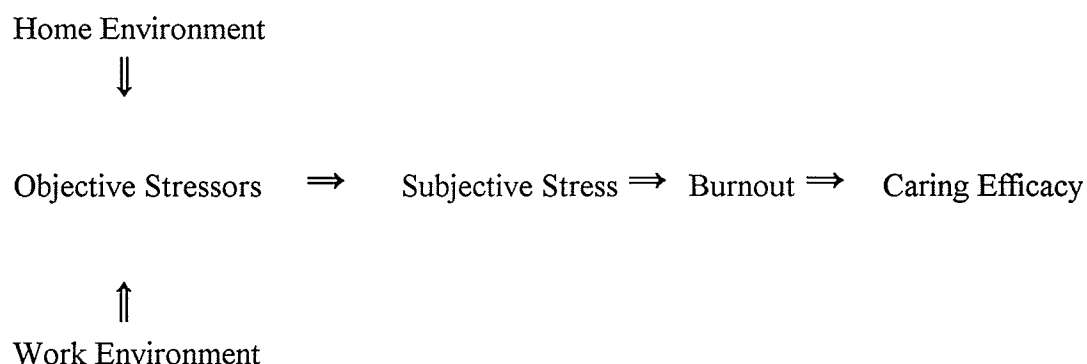 Home Environment
⇓
Objective Stressors ⇒ Subjective Stress ⇒ Burnout ⇒ Caring Efficacy
⇑
Work Environment